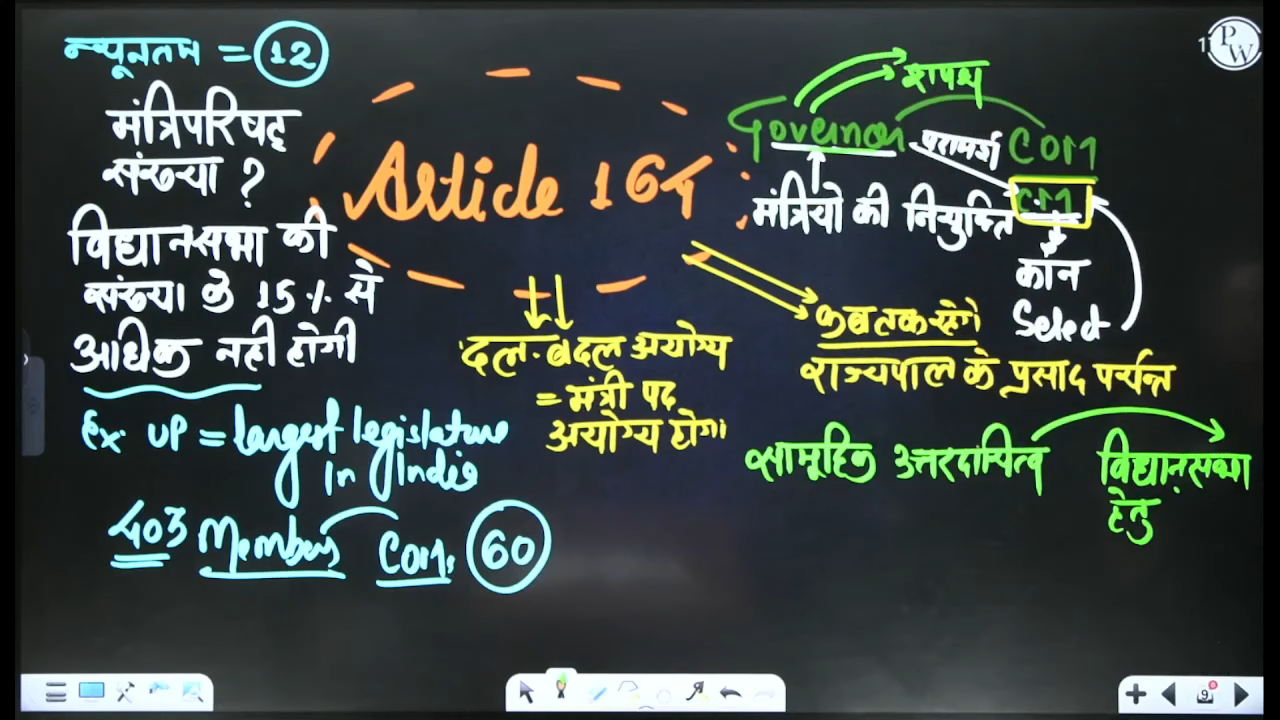 न्यूनतम = 12
मंत्रिपरिषद्
संख्या ?
विधानसभा की
संख्या के 15 % से
अधिक नही होगी
Ex. UP = largest legislature
In India
403 Members COM. 60
Article 164
दल-बदल अयोग्य
= मंत्री पद
अयोग्य होगा
शपथ
Governor परामर्श COM
मंत्रियो की नियुक्ति CM
कौन
Select
कब तक रहेंगे
राज्यपाल के प्रसाद पर्यन्त
सामूहिक उत्तरदायित्व विधानसभा
हेतु
PW